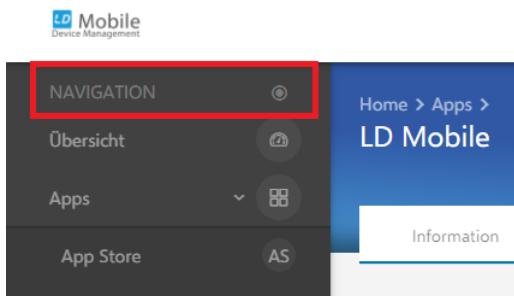 LD Mobile
Device Management
NAVIGATION
Übersicht
Apps
App Store AS
Home > Apps >
LD Mobile
Information